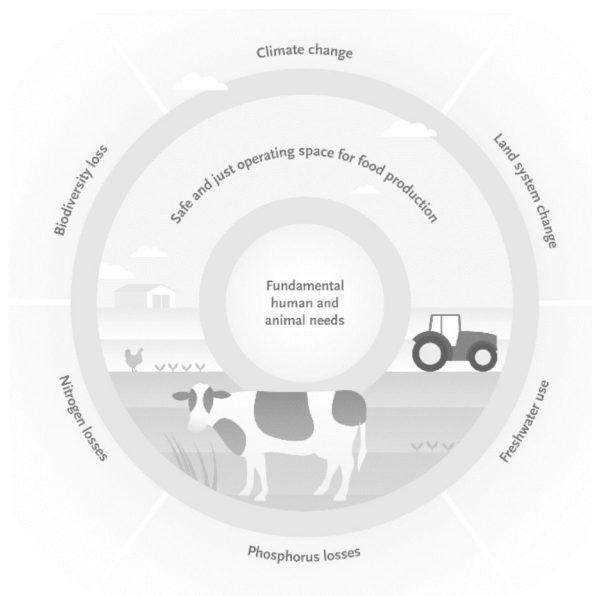 Climate change
Biodiversity loss
Land system change
Safe and just operating space for food production
Fundamental
human and
animal needs
Nitrogen losses
Freshwater use
Phosphorus losses